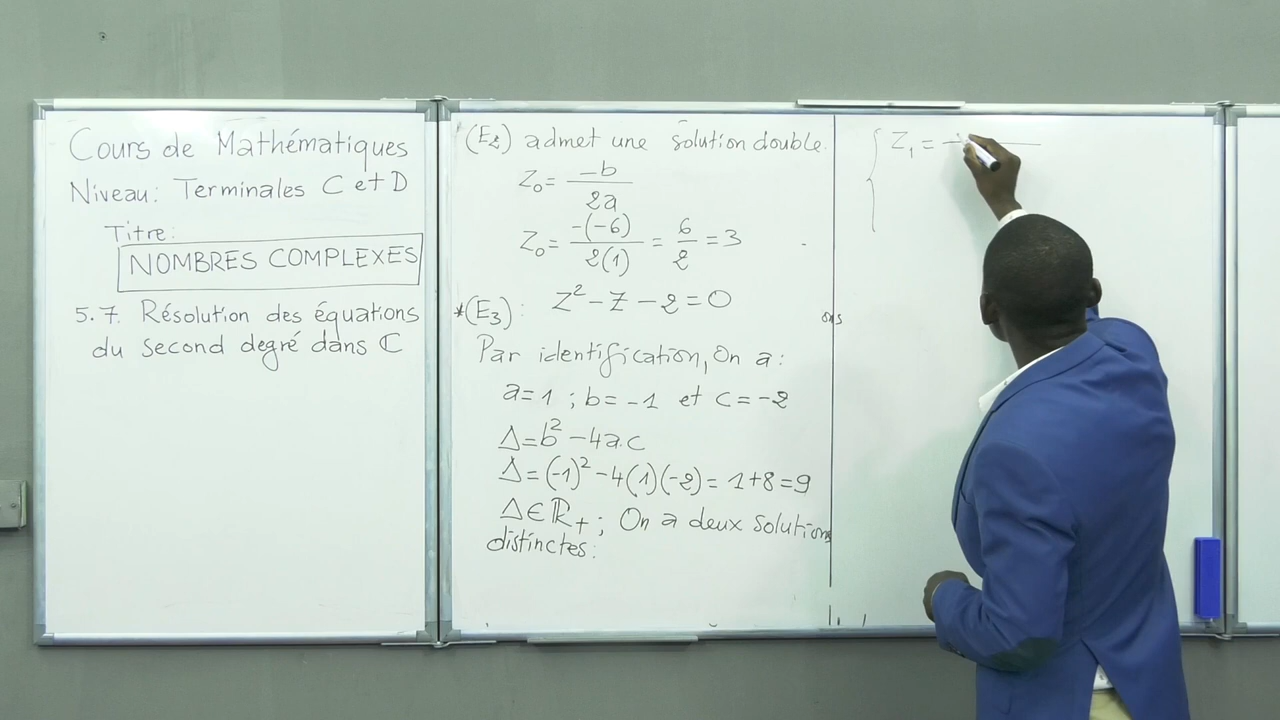 Cours de Mathématiques
Niveau: Terminales C et D
Titre:
NOMBRES COMPLEXES
5.7. Résolution des équations
du second degré dans ℂ
*(E₂) admet une solution double.
Z₀ = -b / 2a
Z₀ = -(-6) / 2(1) = 6/2 = 3
*(E₃): Z² - Z - 2 = 0
Par identification, On a:
a = 1 ; b = -1 et c = -2
Δ = b² - 4a.c
Δ = (-1)² - 4(1)(-2) = 1+8 = 9
Δ ∈ ℝ₊ ; On a deux solutions
distinctes:
ons
{ Z₁ =